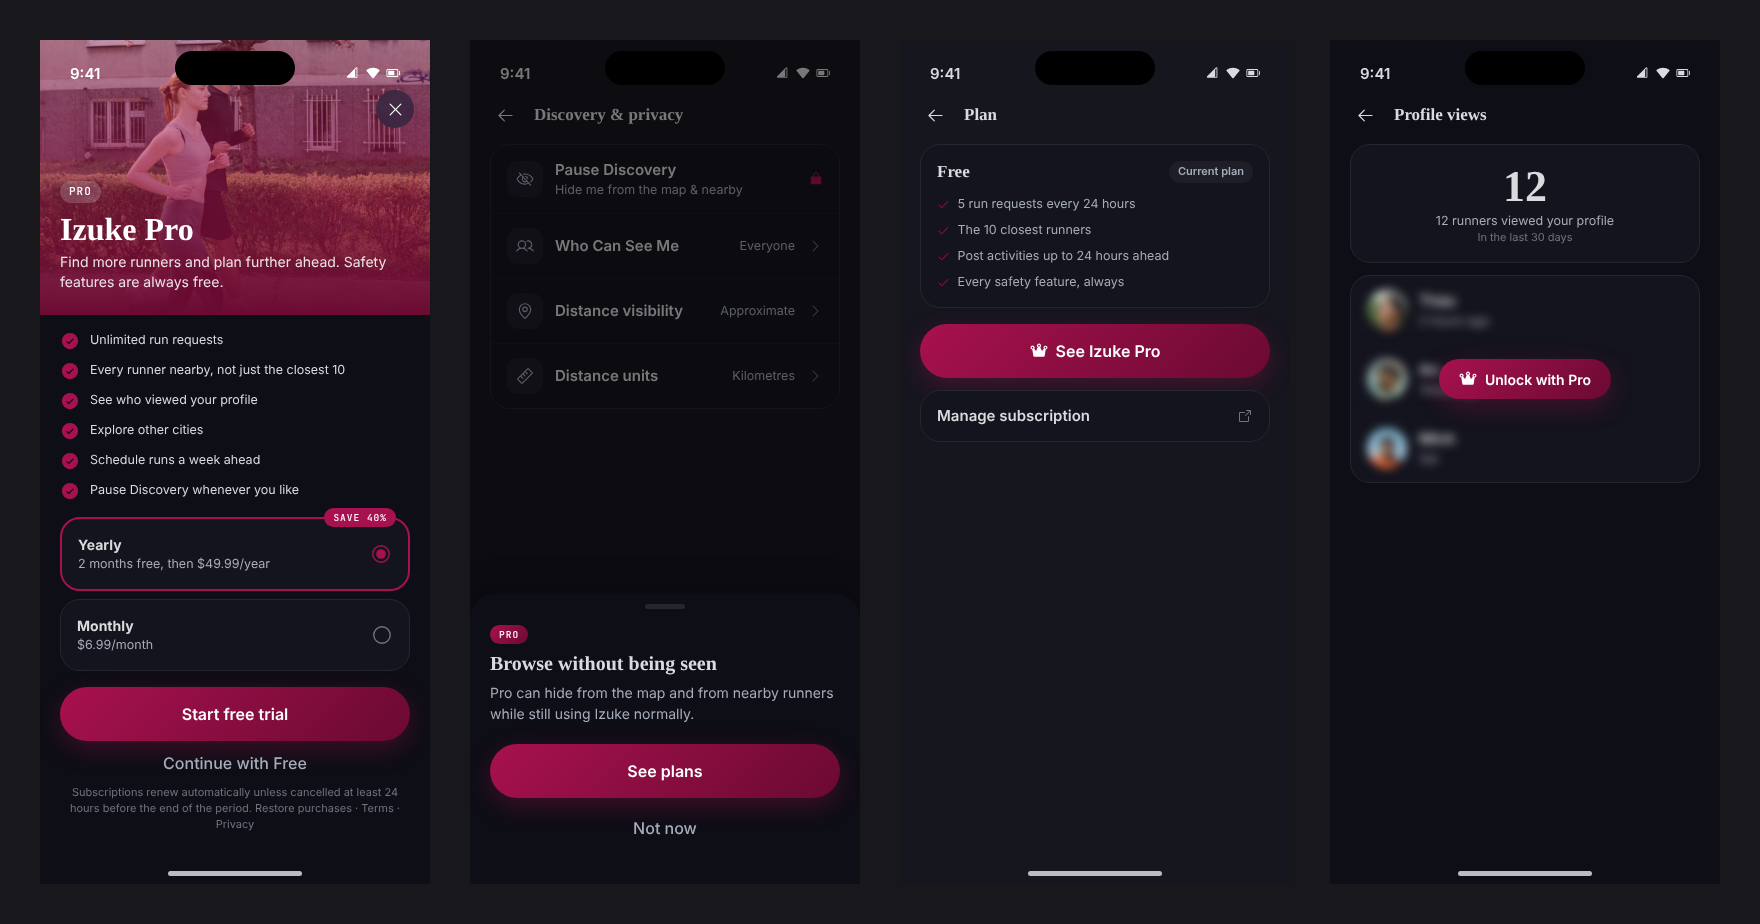 9:41
PRO
Izuke Pro
Find more runners and plan further ahead. Safety
features are always free.
Unlimited run requests
Every runner nearby, not just the closest 10
See who viewed your profile
Explore other cities
Schedule runs a week ahead
Pause Discovery whenever you like
SAVE 40%
Yearly
2 months free, then $49.99/year
Monthly
$6.99/month
Start free trial
Continue with Free
Subscriptions renew automatically unless cancelled at least 24
hours before the end of the period. Restore purchases · Terms ·
Privacy
9:41
Discovery & privacy
Pause Discovery
Hide me from the map & nearby
Who Can See Me
Everyone
Distance visibility
Approximate
Distance units
Kilometres
PRO
Browse without being seen
Pro can hide from the map and from nearby runners
while still using Izuke normally.
See plans
Not now
9:41
Plan
Free
Current plan
5 run requests every 24 hours
The 10 closest runners
Post activities up to 24 hours ahead
Every safety feature, always
See Izuke Pro
Manage subscription
9:41
Profile views
12
12 runners viewed your profile
In the last 30 days
Unlock with Pro